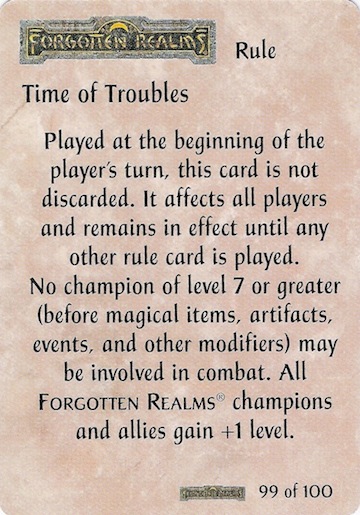 FORGOTTEN REALMS
Rule
Time of Troubles
Played at the beginning of the
player's turn, this card is not
discarded. It affects all players
and remains in effect until any
other rule card is played.
No champion of level 7 or greater
(before magical items, artifacts,
events, and other modifiers) may
be involved in combat. All
FORGOTTEN REALMS® champions
and allies gain +1 level.
FORGOTTEN REALMS
99 of 100